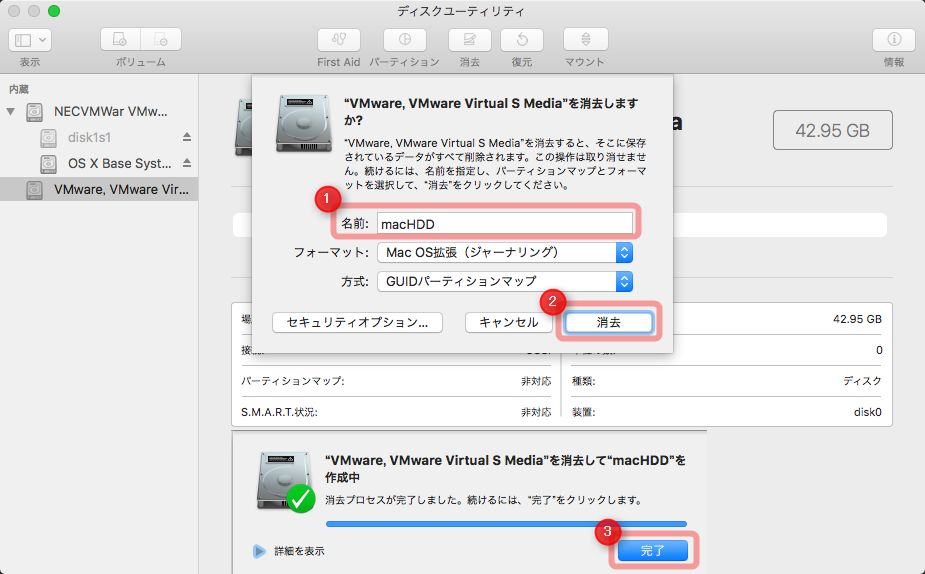 ディスクユーティリティ
表示
ボリューム
First Aid
パーティション
消去
復元
マウント
情報
内蔵
NECVMWar VMw...
disk1s1
OS X Base Syst...
VMware, VMware Vir...
a
42.95 GB
“VMware, VMware Virtual S Media”を消去しますか?
“VMware, VMware Virtual S Media”を消去すると、そこに保存
されているデータがすべて削除されます。この操作は取り消せませ
ん。続けるには、名前を指定し、パーティションマップとフォーマ
ットを選択して、“消去”をクリックしてください。
1
名前: macHDD
フォーマット: Mac OS拡張（ジャーナリング）
方式: GUIDパーティションマップ
2
セキュリティオプション...
キャンセル
消去
42.95 GB
0
パーティションマップ: 非対応
種類: ディスク
S.M.A.R.T.状況: 非対応
装置: disk0
“VMware, VMware Virtual S Media”を消去して“macHDD”を
作成中
消去プロセスが完了しました。続けるには、“完了”をクリックします。
3
詳細を表示
完了